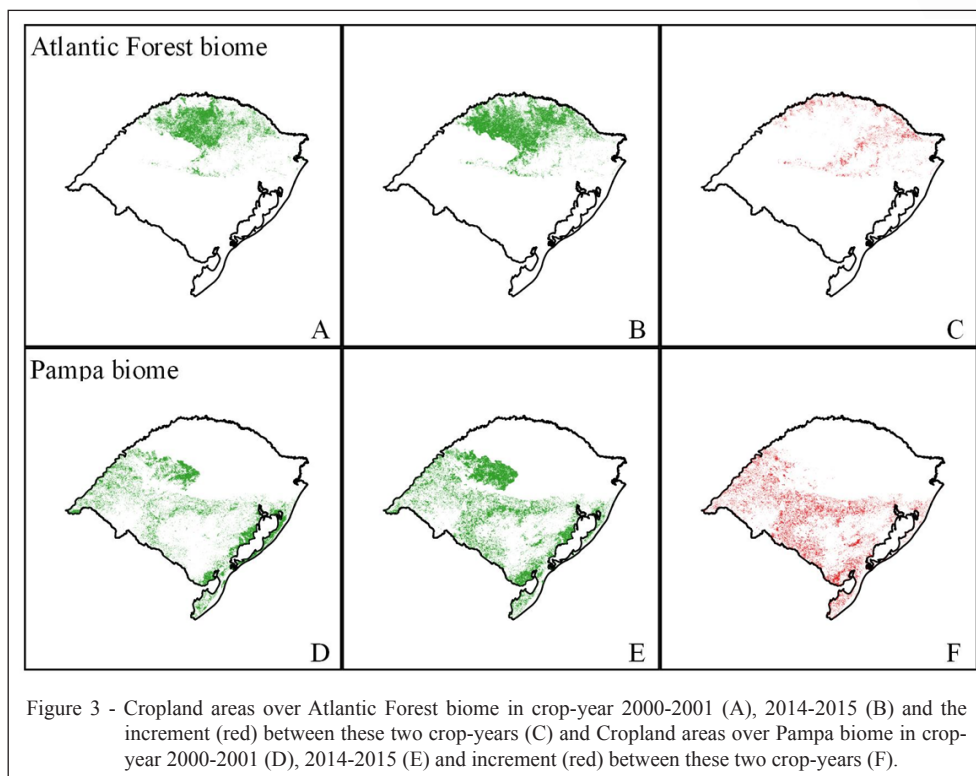 Atlantic Forest biome
A
B
C
Pampa biome
D
E
F
Figure 3 - Cropland areas over Atlantic Forest biome in crop-year 2000-2001 (A), 2014-2015 (B) and the
increment (red) between these two crop-years (C) and Cropland areas over Pampa biome in crop-
year 2000-2001 (D), 2014-2015 (E) and increment (red) between these two crop-years (F).